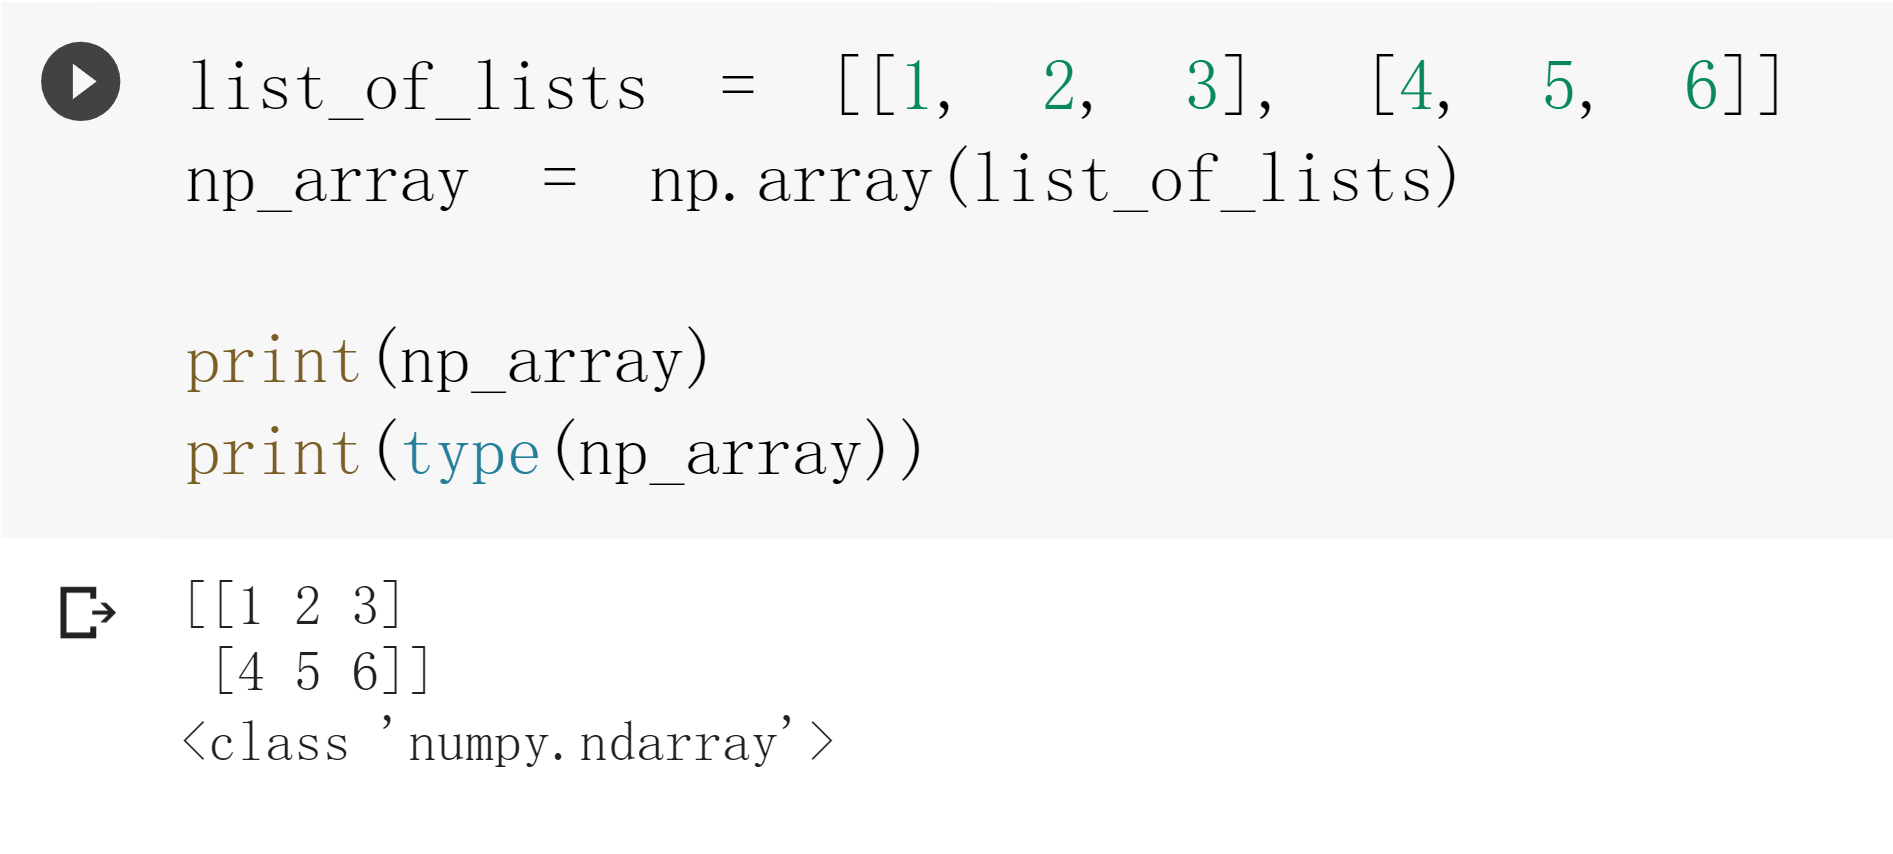 list_of_lists = [[1, 2, 3], [4, 5, 6]]
np_array = np.array(list_of_lists)
print(np_array)
print(type(np_array))
[[1 2 3]
 [4 5 6]]
<class 'numpy.ndarray'>